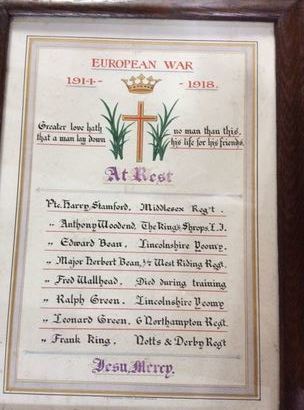 EUROPEAN WAR
1914 - - 1918.
Greater love hath no man than this,
that a man lay down his life for his friends.
At Rest
Pte. Harry Stamford, Middlesex Regt.
„ Anthony Woodend, The King's Shrops. L.I.
„ Edward Bean, Lincolnshire Yeomy.
„ Major Herbert Bean, ½ West Riding Regt.
„ Fred Wallhead, Died during training
„ Ralph Green, Lincolnshire Yeomy
„ Leonard Green, 6 Northampton Regt.
„ Frank King, Notts & Derby Regt
Jesu, Mercy.